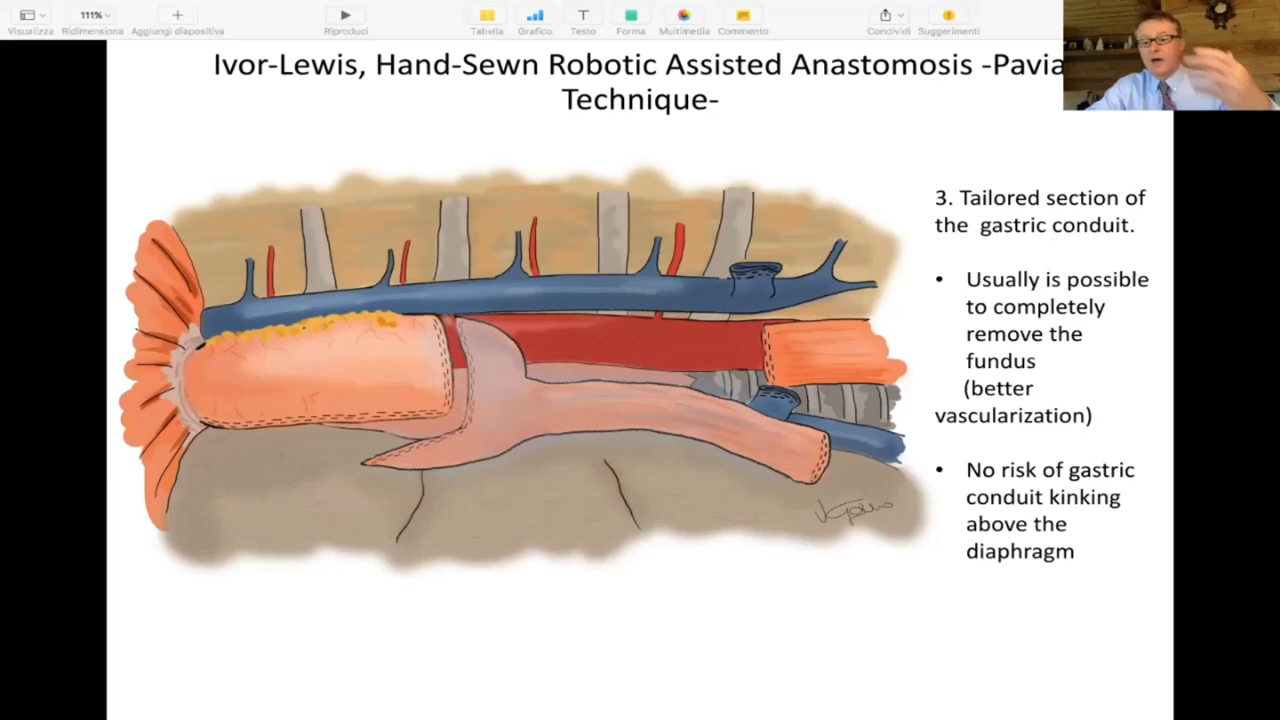 Visualizza
Ridimensiona
Aggiungi diapositiva
Riproduci
Tabella
Grafico
Testo
Forma
Multimedia
Commento
Condividi
Suggerimenti
111%
Ivor-Lewis, Hand-Sewn Robotic Assisted Anastomosis -Pavia
Technique-
3. Tailored section of
the gastric conduit.
• Usually is possible
to completely
remove the
fundus
(better
vascularization)
• No risk of gastric
conduit kinking
above the
diaphragm